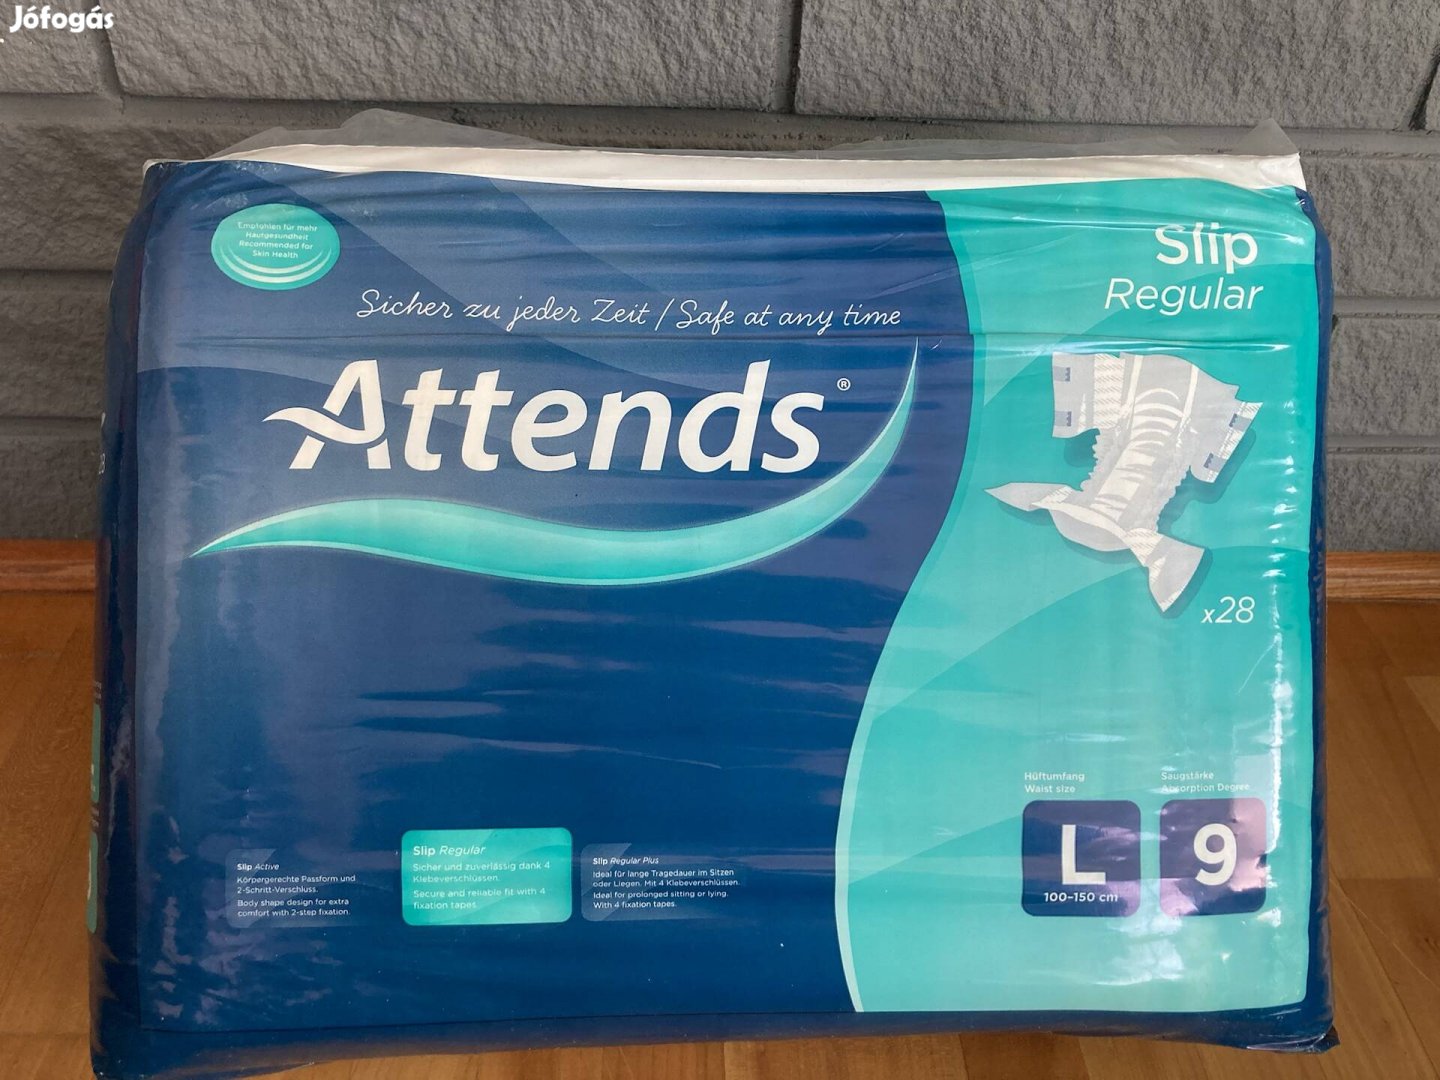 Jófogás
Empfohlen für mehr
Hautgesundheit
Recommended for
Skin Health
Sicher zu jeder Zeit / Safe at any time
Attends®
Slip
Regular
x28
Hüftumfang
Waist size
L
100-150 cm
Saugstärke
Absorption Degree
9
Slip Active
Körpergerechte Passform und
2-Schritt-Verschluss.
Body shape design for extra
comfort with 2-step fixation.
Slip Regular
Sicher und zuverlässig dank 4
Klebeverschlüssen.
Secure and reliable fit with 4
fixation tapes.
Slip Regular Plus
Ideal für lange Tragedauer im Sitzen
oder Liegen. Mit 4 Klebeverschlüssen.
Ideal for prolonged sitting or lying.
With 4 fixation tapes.